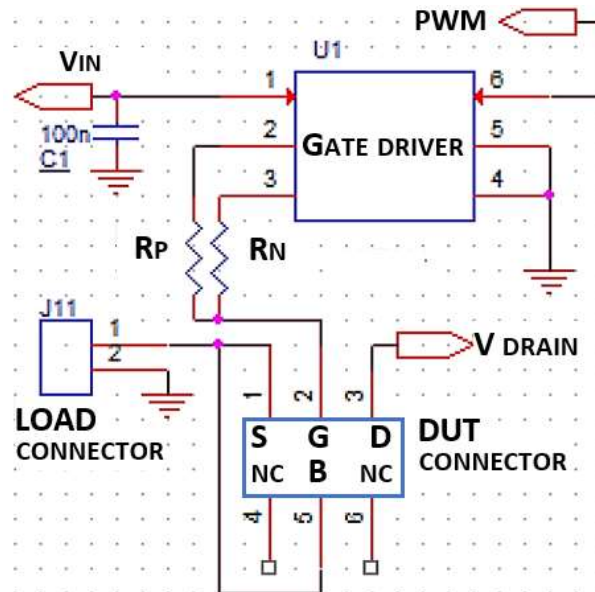 PWM
U1
VIN
1
6
100n
C1
2
GATE DRIVER
5
3
4
RP
RN
J11
1
2
V DRAIN
1
2
3
LOAD
CONNECTOR
S G D
NC B NC
DUT
CONNECTOR
4
5
6